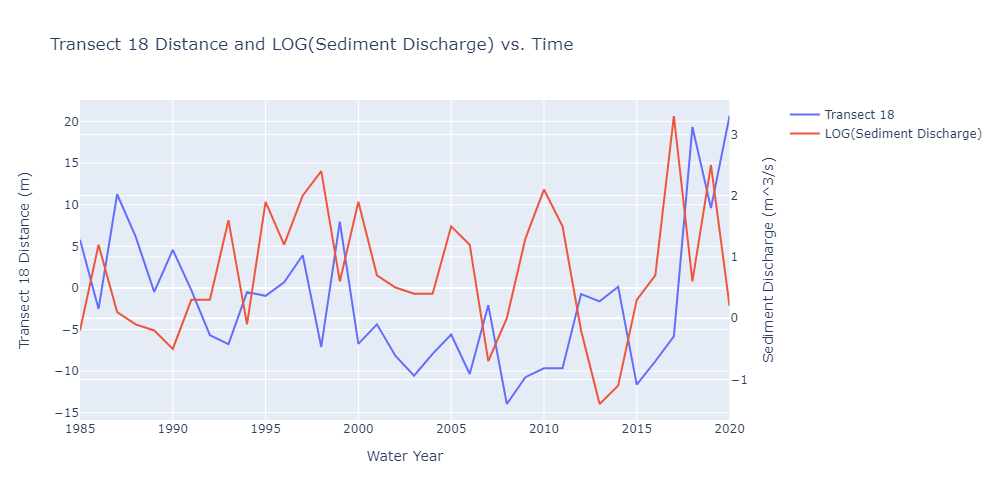 Transect 18 Distance and LOG(Sediment Discharge) vs. Time
Transect 18
LOG(Sediment Discharge)
Transect 18 Distance (m)
20
15
10
5
0
−5
−10
−15
3
2
1
0
−1
Sediment Discharge (m^3/s)
1985 1990 1995 2000 2005 2010 2015 2020
Water Year